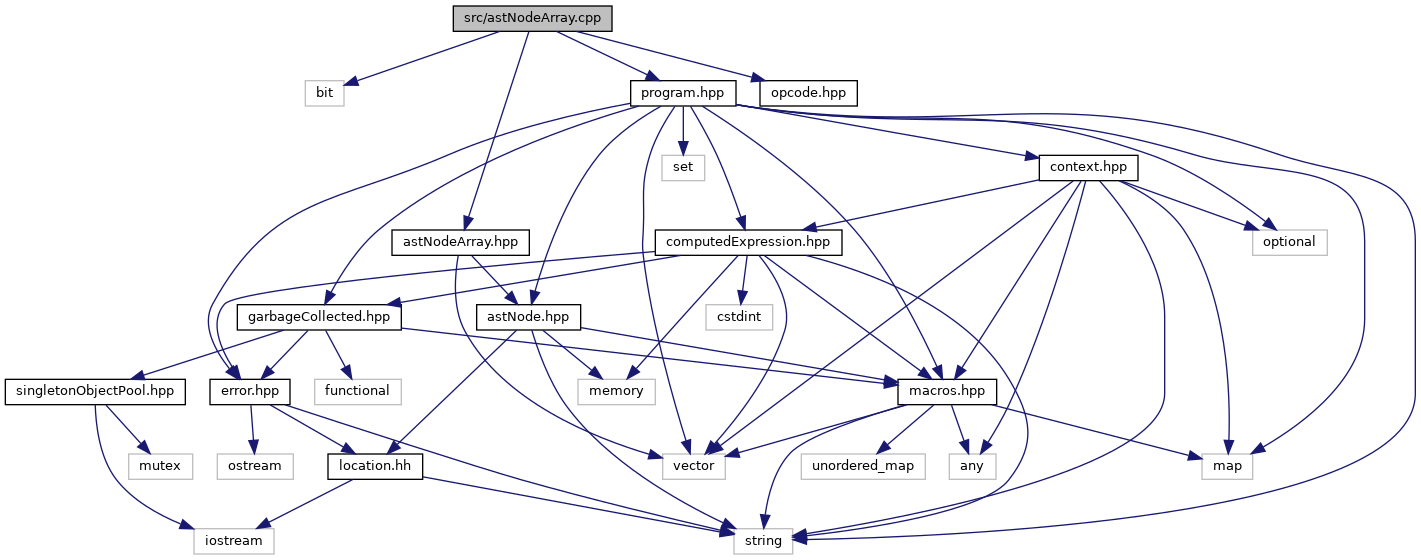 src/astNodeArray.cpp
bit
program.hpp
opcode.hpp
set
context.hpp
astNodeArray.hpp
computedExpression.hpp
optional
garbageCollected.hpp
astNode.hpp
cstdint
singletonObjectPool.hpp
error.hpp
functional
memory
macros.hpp
mutex
ostream
location.hh
vector
unordered_map
any
map
iostream
string